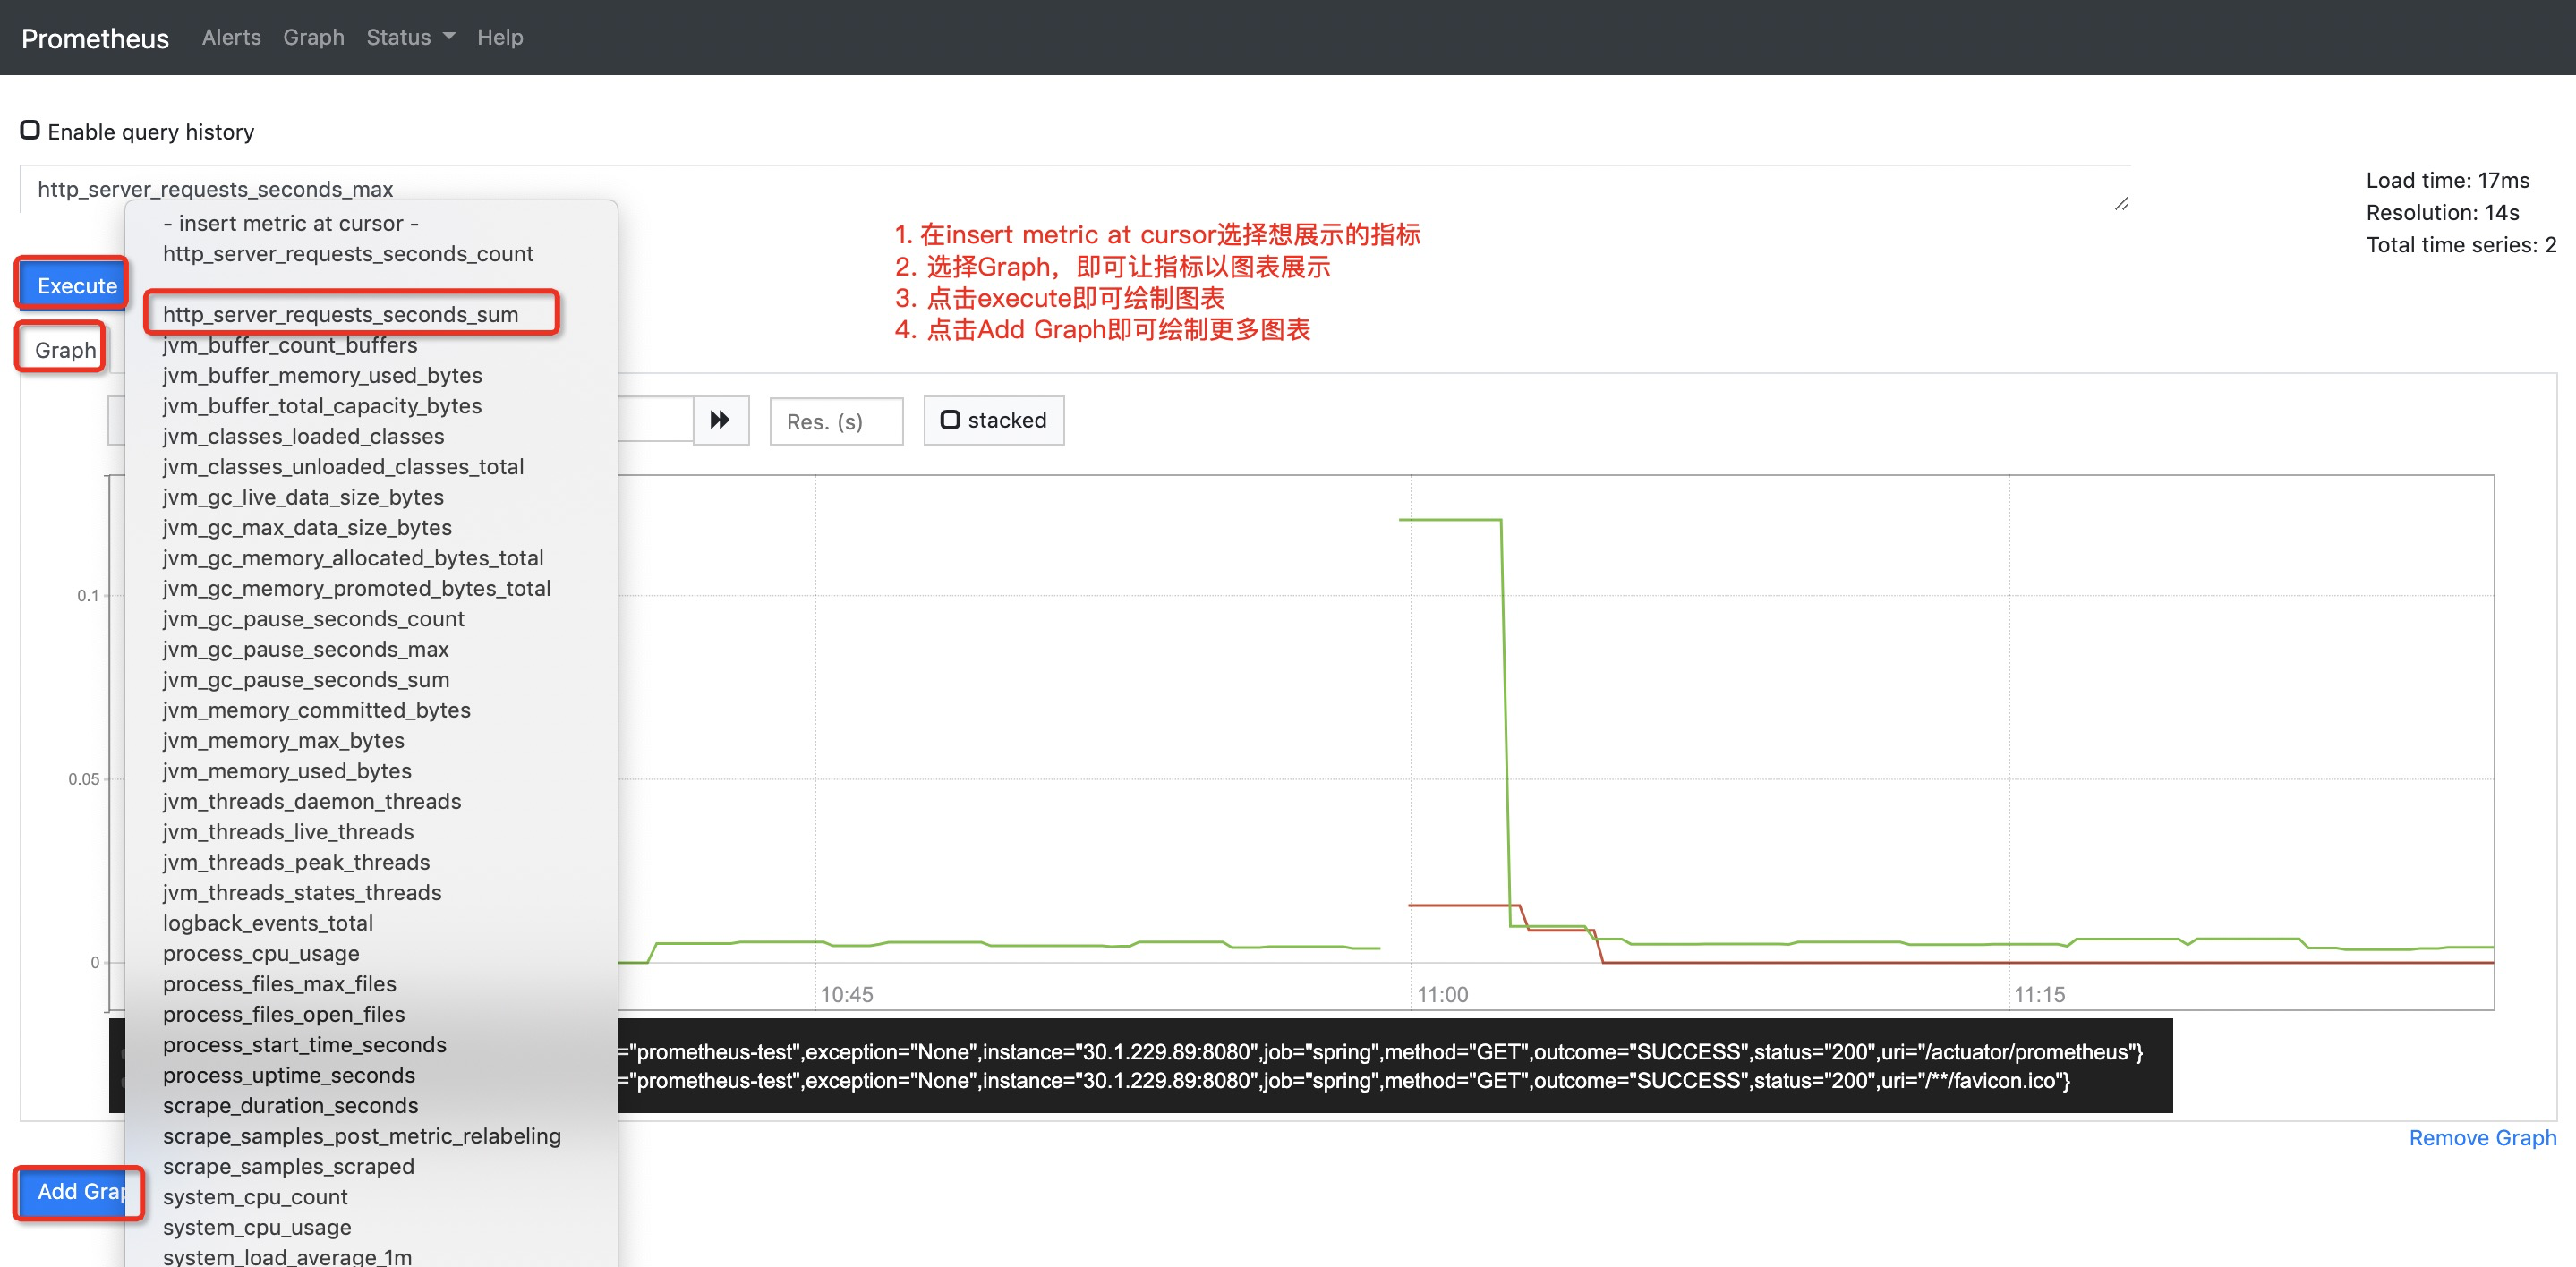 Prometheus Alerts Graph Status Help
Enable query history
http_server_requests_seconds_max
Load time: 17ms
Resolution: 14s
Total time series: 2
- insert metric at cursor -
http_server_requests_seconds_count
http_server_requests_seconds_sum
jvm_buffer_count_buffers
jvm_buffer_memory_used_bytes
jvm_buffer_total_capacity_bytes
jvm_classes_loaded_classes
jvm_classes_unloaded_classes_total
jvm_gc_live_data_size_bytes
jvm_gc_max_data_size_bytes
jvm_gc_memory_allocated_bytes_total
jvm_gc_memory_promoted_bytes_total
jvm_gc_pause_seconds_count
jvm_gc_pause_seconds_max
jvm_gc_pause_seconds_sum
jvm_memory_committed_bytes
jvm_memory_max_bytes
jvm_memory_used_bytes
jvm_threads_daemon_threads
jvm_threads_live_threads
jvm_threads_peak_threads
jvm_threads_states_threads
logback_events_total
process_cpu_usage
process_files_max_files
process_files_open_files
process_start_time_seconds
process_uptime_seconds
scrape_duration_seconds
scrape_samples_post_metric_relabeling
scrape_samples_scraped
system_cpu_count
system_cpu_usage
system_load_average_1m
1. 在insert metric at cursor选择想展示的指标
2. 选择Graph，即可让指标以图表展示
3. 点击execute即可绘制图表
4. 点击Add Graph即可绘制更多图表
Execute
Graph
Res. (s)
stacked
0.1
0.05
0
10:45 11:00 11:15
="prometheus-test",exception="None",instance="30.1.229.89:8080",job="spring",method="GET",outcome="SUCCESS",status="200",uri="/actuator/prometheus"}
="prometheus-test",exception="None",instance="30.1.229.89:8080",job="spring",method="GET",outcome="SUCCESS",status="200",uri="/**/favicon.ico"}
Remove Graph
Add Grap